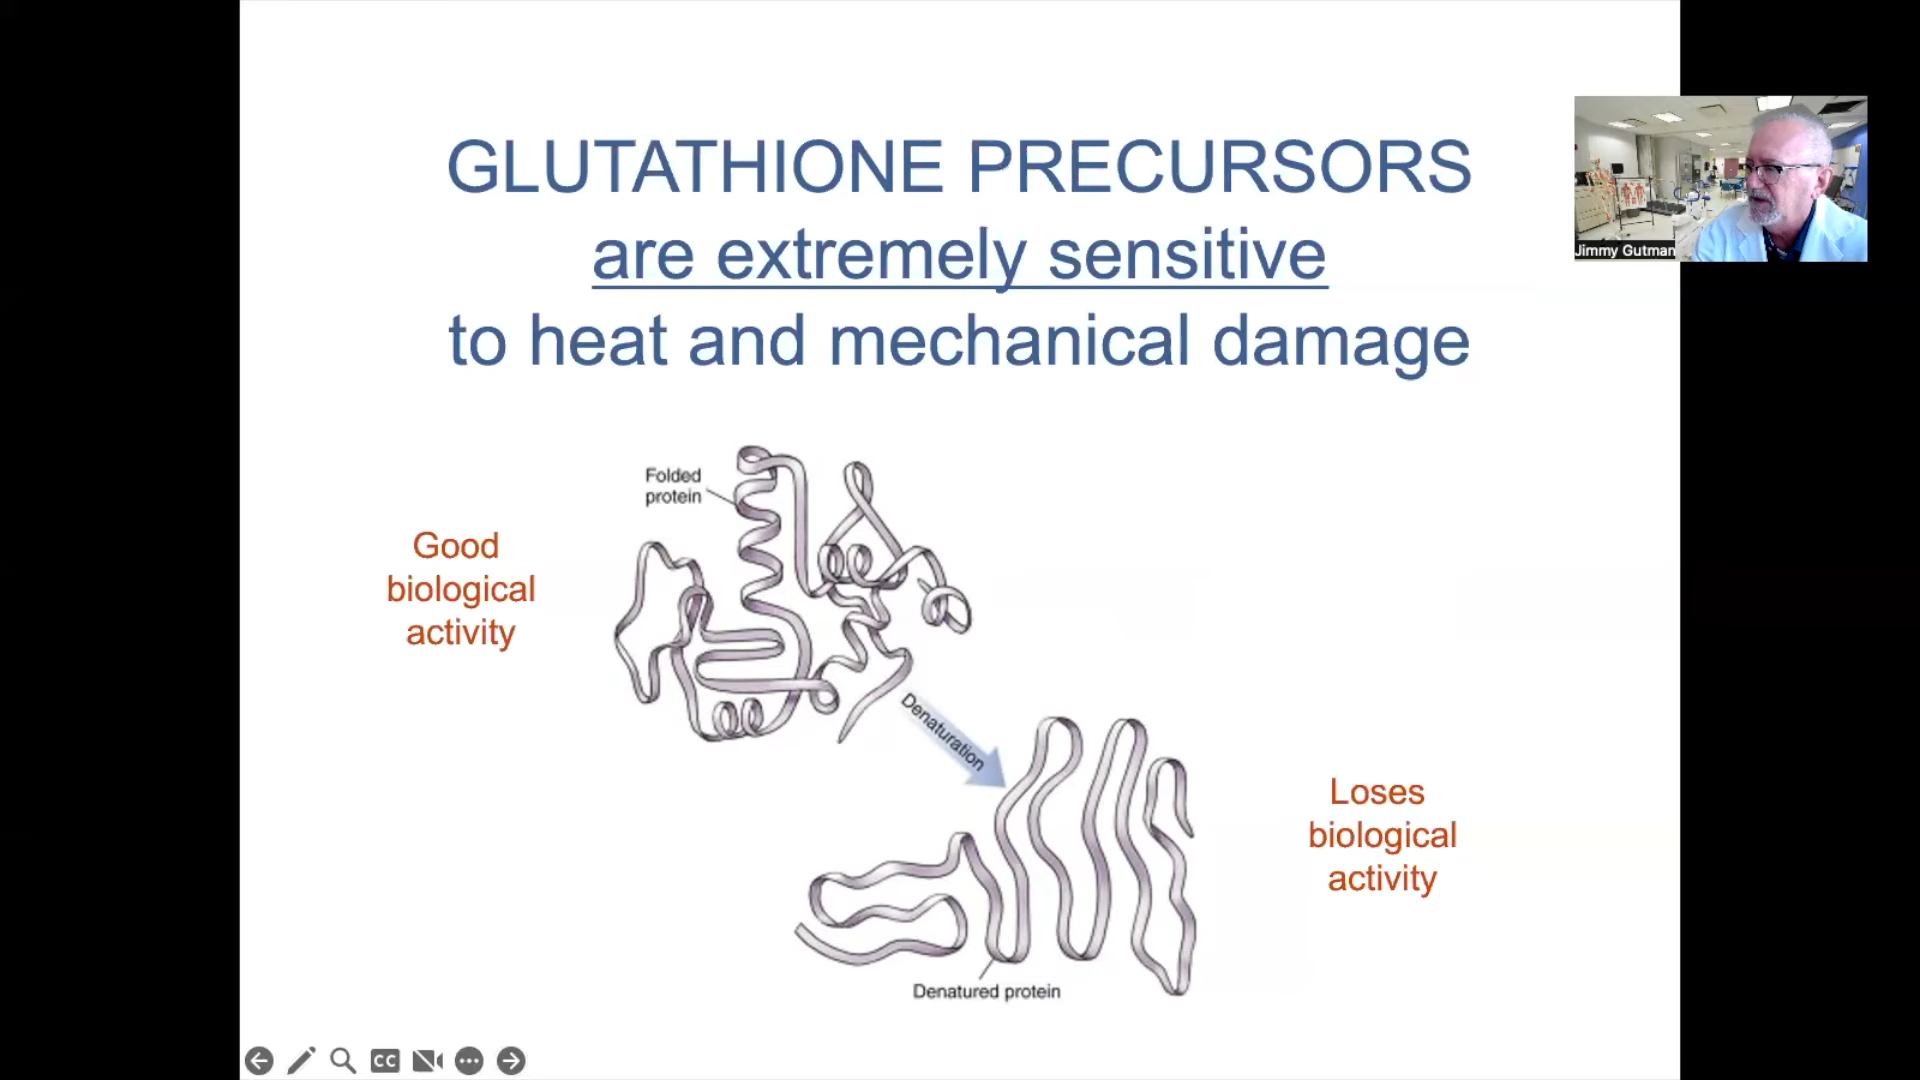 GLUTATHIONE PRECURSORS
are extremely sensitive
to heat and mechanical damage
Jimmy Gutman
Folded
protein
Good
biological
activity
Denaturation
Loses
biological
activity
Denatured protein
CC